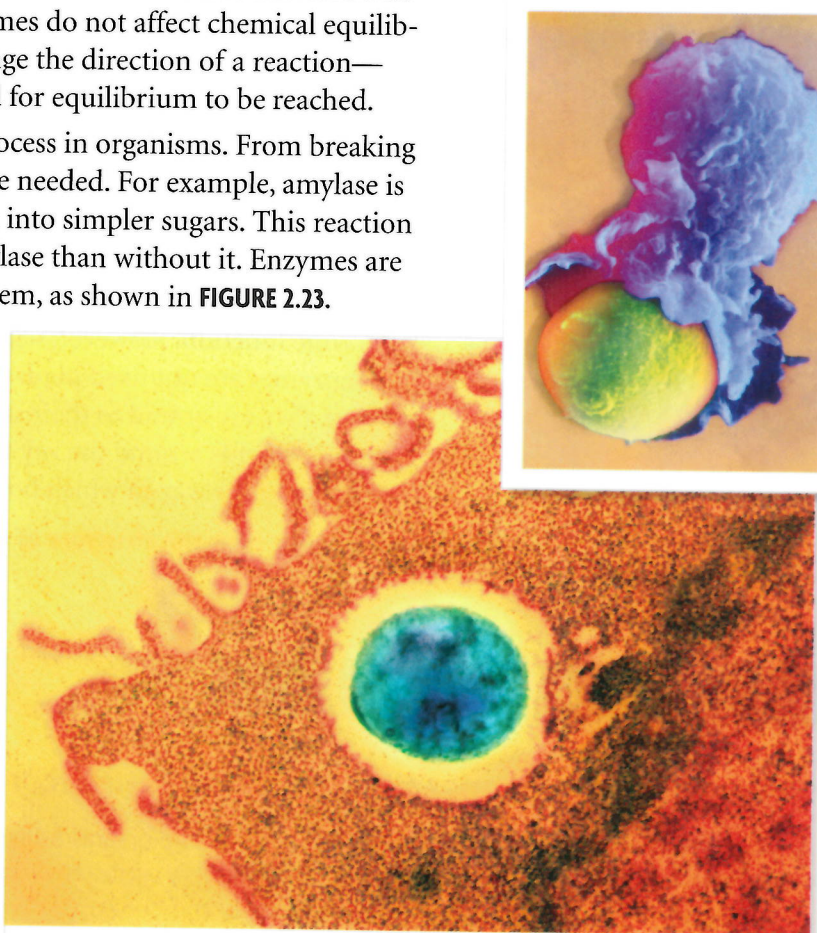 mes do not affect chemical equilib-
ge the direction of a reaction—
for equilibrium to be reached.
ocess in organisms. From breaking
e needed. For example, amylase is
into simpler sugars. This reaction
lase than without it. Enzymes are
em, as shown in FIGURE 2.23.